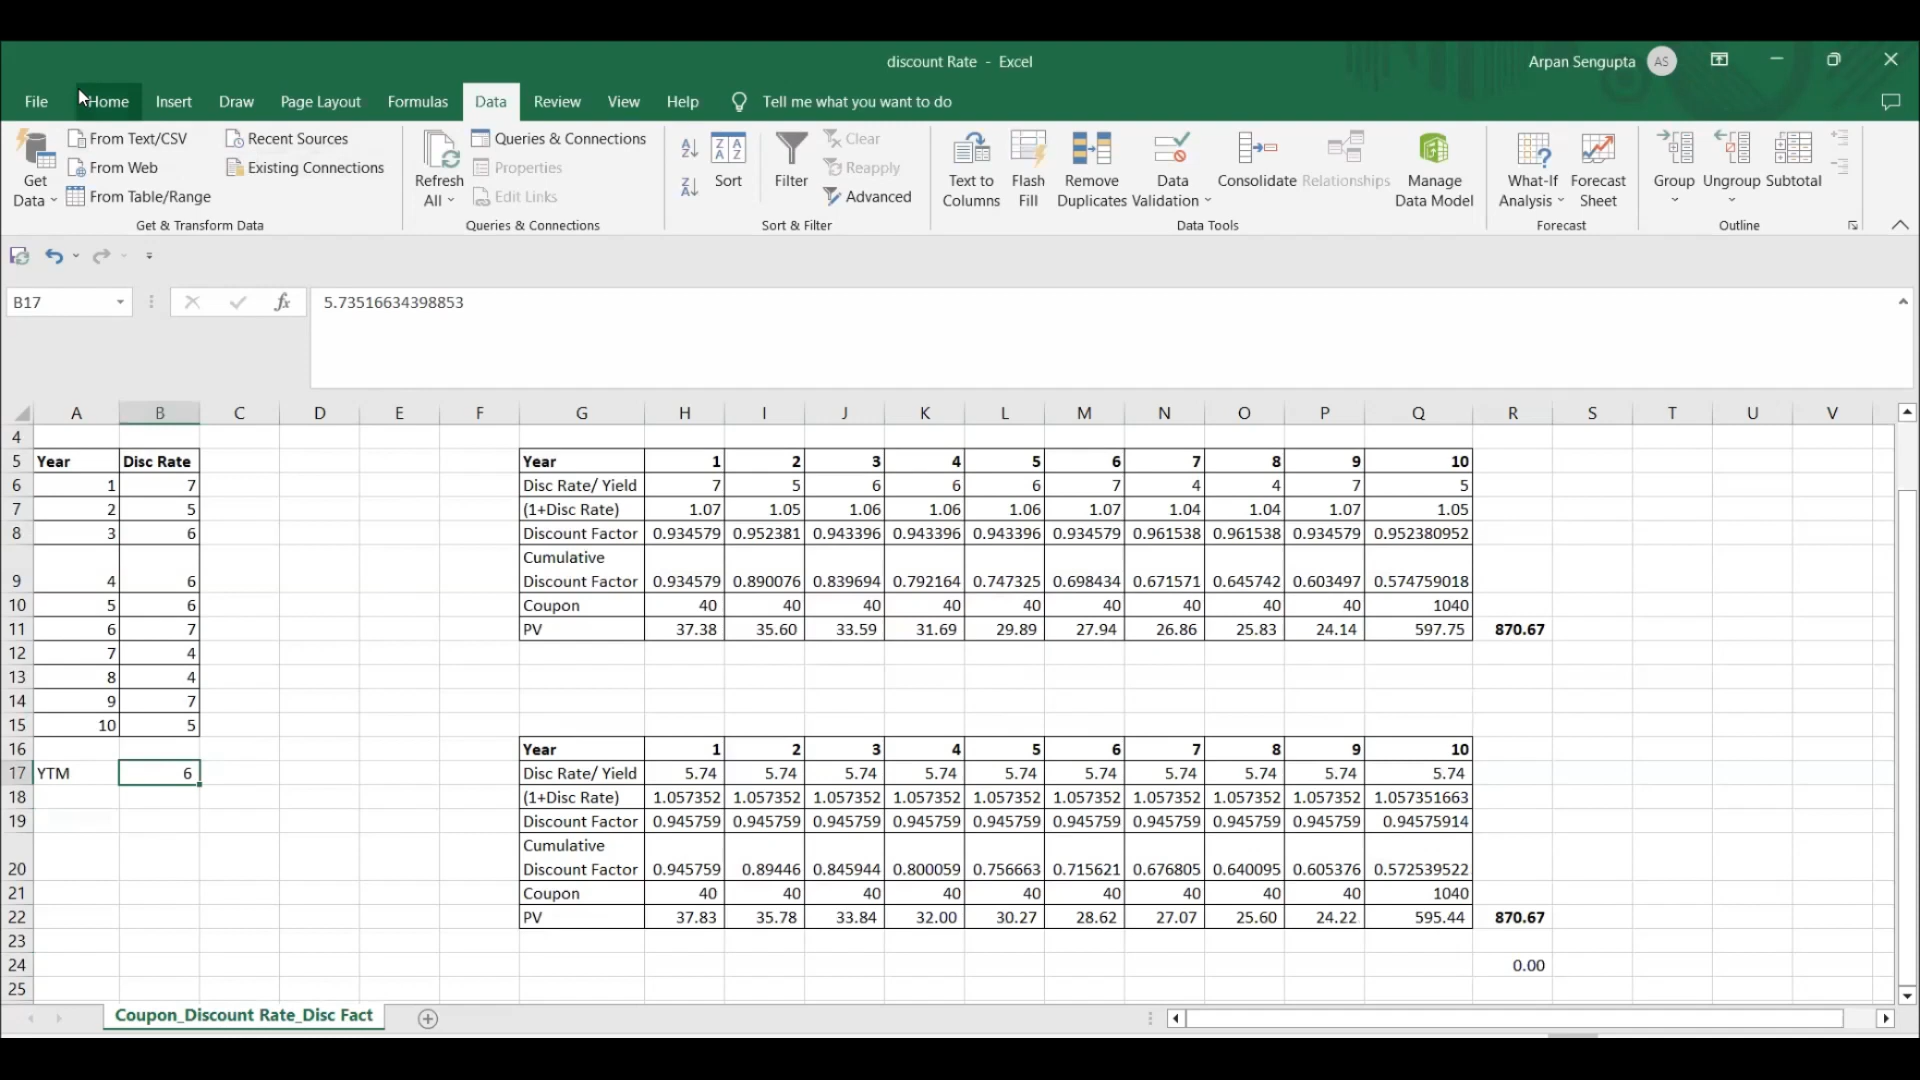 discount Rate - Excel
Arpan Sengupta AS
File Home Insert Draw Page Layout Formulas Data Review View Help Tell me what you want to do
Get Data
From Text/CSV
From Web
From Table/Range
Recent Sources
Existing Connections
Get & Transform Data
Refresh All
Queries & Connections
Properties
Edit Links
Queries & Connections
Sort
Filter
Clear
Reapply
Advanced
Sort & Filter
Text to Columns
Flash Fill
Remove Duplicates
Data Validation
Consolidate
Relationships
Manage Data Model
Data Tools
What-If Analysis
Forecast Sheet
Forecast
Group
Ungroup
Subtotal
Outline
B17 fx 5.73516634398853
A B C D E F G H I J K L M N O P Q R S T U V
4
5 Year Disc Rate Year 1 2 3 4 5 6 7 8 9 10
6 1 7 Disc Rate/ Yield 7 5 6 6 6 7 4 4 7 5
7 2 5 (1+Disc Rate) 1.07 1.05 1.06 1.06 1.06 1.07 1.04 1.04 1.07 1.05
8 3 6 Discount Factor 0.934579 0.952381 0.943396 0.943396 0.943396 0.934579 0.961538 0.961538 0.934579 0.952380952
Cumulative
9 4 6 Discount Factor 0.934579 0.890076 0.839694 0.792164 0.747325 0.698434 0.671571 0.645742 0.603497 0.574759018
10 5 6 Coupon 40 40 40 40 40 40 40 40 40 1040
11 6 7 PV 37.38 35.60 33.59 31.69 29.89 27.94 26.86 25.83 24.14 597.75 870.67
12 7 4
13 8 4
14 9 7
15 10 5
16 Year 1 2 3 4 5 6 7 8 9 10
17 YTM 6 Disc Rate/ Yield 5.74 5.74 5.74 5.74 5.74 5.74 5.74 5.74 5.74 5.74
18 (1+Disc Rate) 1.057352 1.057352 1.057352 1.057352 1.057352 1.057352 1.057352 1.057352 1.057352 1.057351663
19 Discount Factor 0.945759 0.945759 0.945759 0.945759 0.945759 0.945759 0.945759 0.945759 0.945759 0.94575914
Cumulative
20 Discount Factor 0.945759 0.89446 0.845944 0.800059 0.756663 0.715621 0.676805 0.640095 0.605376 0.572539522
21 Coupon 40 40 40 40 40 40 40 40 40 1040
22 PV 37.83 35.78 33.84 32.00 30.27 28.62 27.07 25.60 24.22 595.44 870.67
23
24 0.00
25
Coupon_Discount Rate_Disc Fact